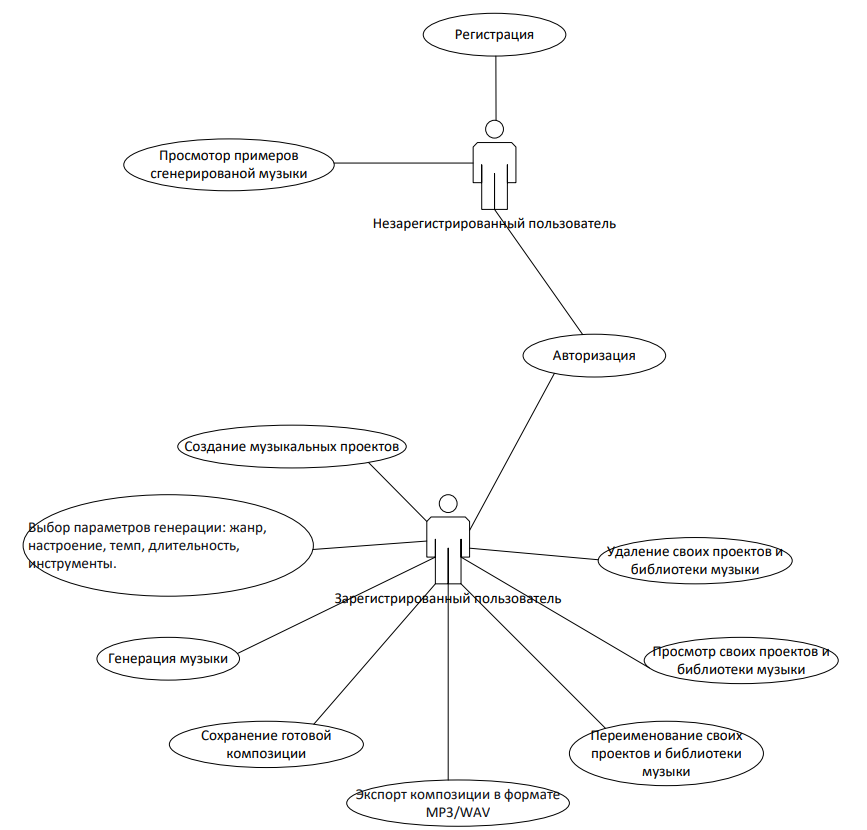 Регистрация
Просмотор примеров
сгенерированой музыки
Незарегистрированный пользователь
Авторизация
Создание музыкальных проектов
Выбор параметров генерации: жанр,
настроение, темп, длительность,
инструменты.
Удаление своих проектов и
библиотеки музыки
Зарегистрированный пользователь
Генерация музыки
Просмотр своих проектов и
библиотеки музыки
Сохранение готовой
композиции
Переименование своих
проектов и библиотеки
музыки
Экспорт композиции в формате
MP3/WAV